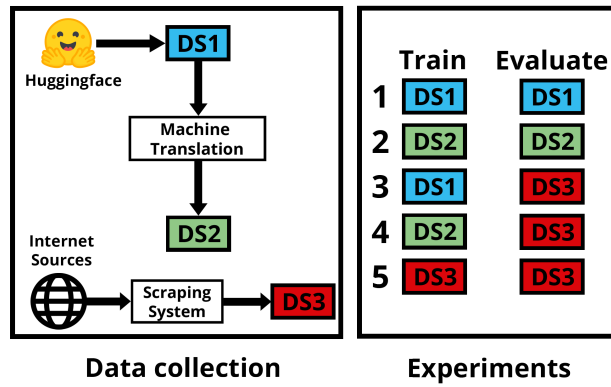 Huggingface
DS1
Machine
Translation
DS2
Internet
Sources
Scraping
System
DS3
Data collection
Train Evaluate
1 DS1 DS1
2 DS2 DS2
3 DS1 DS3
4 DS2 DS3
5 DS3 DS3
Experiments